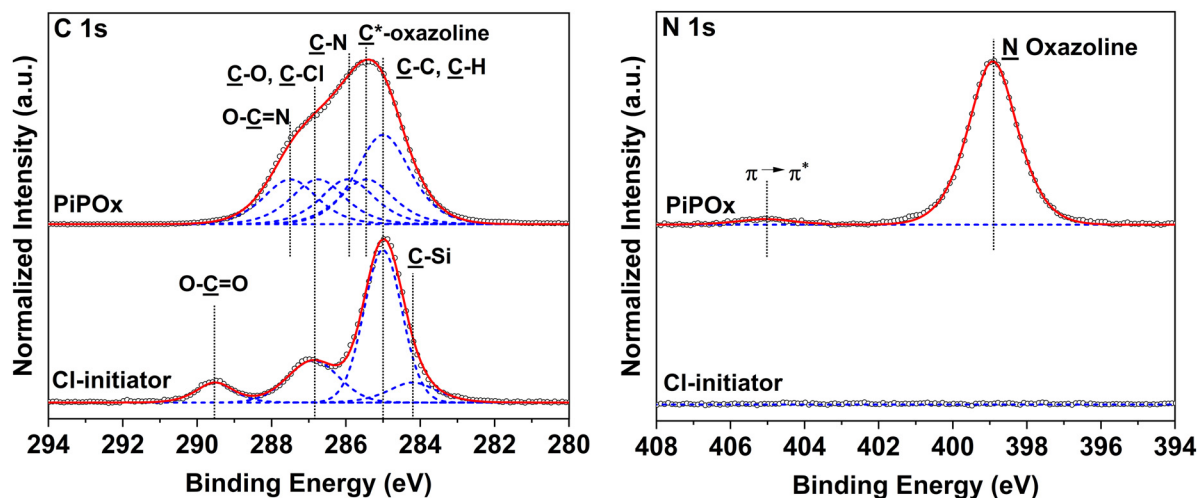 C 1s
C-N
C*-oxazoline
C-O, C-Cl
C-C, C-H
O-C=N
PiPOx
O-C=O
C-Si
Cl-initiator
294 292 290 288 286 284 282 280
Binding Energy (eV)
Normalized Intensity (a.u.)
N 1s
N Oxazoline
π→π*
PiPOx
Cl-initiator
408 406 404 402 400 398 396 394
Binding Energy (eV)
Normalized Intensity (a.u.)